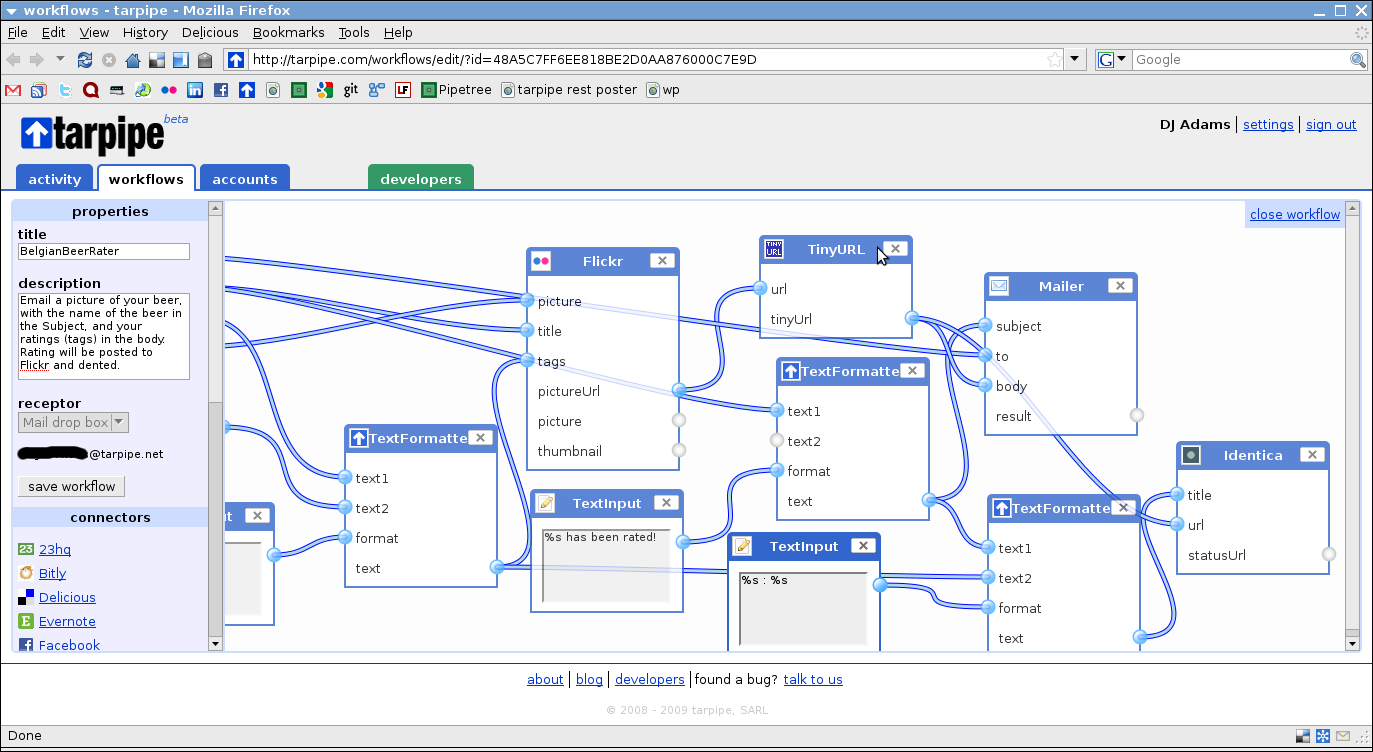 workflows - tarpipe - Mozilla Firefox
File Edit View History Delicious Bookmarks Tools Help
http://tarpipe.com/workflows/edit/?id=48A5C7FF6EE818BE2D0AA876000C7E9D
Google
git
LF
Pipetree
tarpipe rest poster
wp
tarpipe
beta
DJ Adams
settings
sign out
activity
workflows
accounts
developers
properties
title
BelgianBeerRater
description
Email a picture of your beer,
with the name of the beer in
the Subject, and your
ratings (tags) in the body.
Rating will be posted to
Flickr and dented.
receptor
Mail drop box
@tarpipe.net
save workflow
connectors
23
23hq
Bitly
Delicious
Evernote
Facebook
close workflow
ut
TextFormatte
text1
text2
format
text
Flickr
picture
title
tags
pictureUrl
picture
thumbnail
TextInput
%s has been rated!
TINY
URL
TinyURL
url
tinyUrl
TextFormatte
text1
text2
format
text
TextInput
%s : %s
Mailer
subject
to
body
result
TextFormatte
text1
text2
format
text
Identica
title
url
statusUrl
about
blog
developers
found a bug? talk to us
© 2008 - 2009 tarpipe, SARL
Done